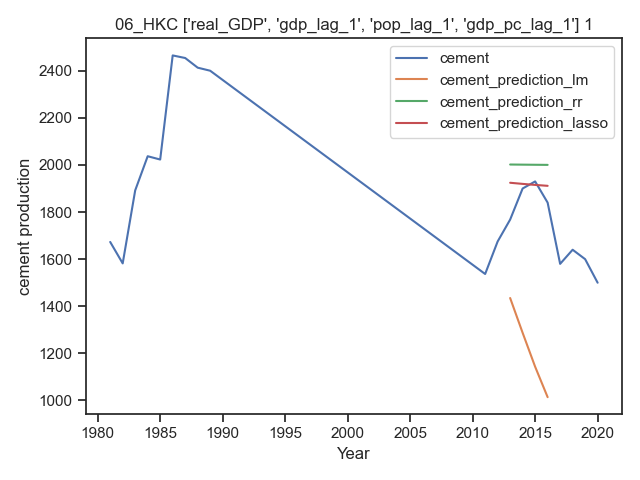 06_HKC ['real_GDP', 'gdp_lag_1', 'pop_lag_1', 'gdp_pc_lag_1'] 1
cement
cement_prediction_lm
cement_prediction_rr
cement_prediction_lasso
cement production
2400
2200
2000
1800
1600
1400
1200
1000
1980 1985 1990 1995 2000 2005 2010 2015 2020
Year